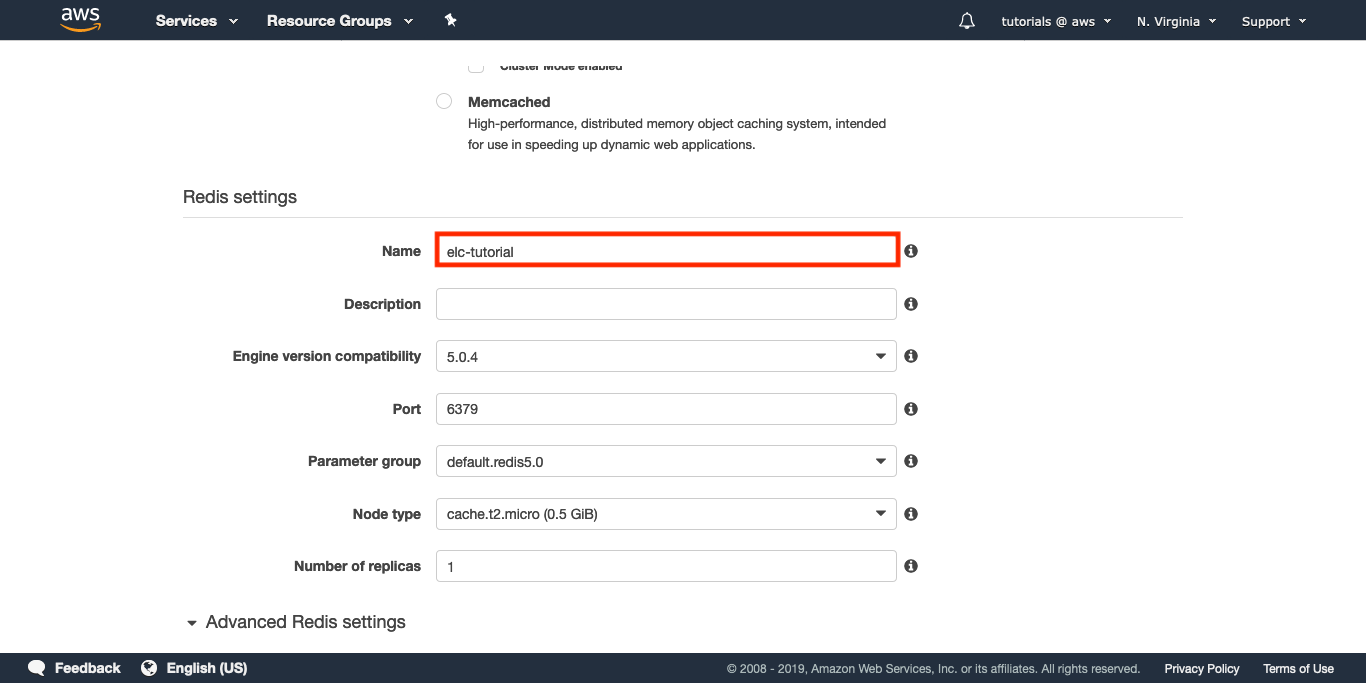 aws Services Resource Groups tutorials @ aws N. Virginia Support
Cluster Mode enabled
Memcached
High-performance, distributed memory object caching system, intended
for use in speeding up dynamic web applications.
Redis settings
Name elc-tutorial
Description
Engine version compatibility 5.0.4
Port 6379
Parameter group default.redis5.0
Node type cache.t2.micro (0.5 GiB)
Number of replicas 1
Advanced Redis settings
Feedback English (US) © 2008 - 2019, Amazon Web Services, Inc. or its affiliates. All rights reserved. Privacy Policy Terms of Use